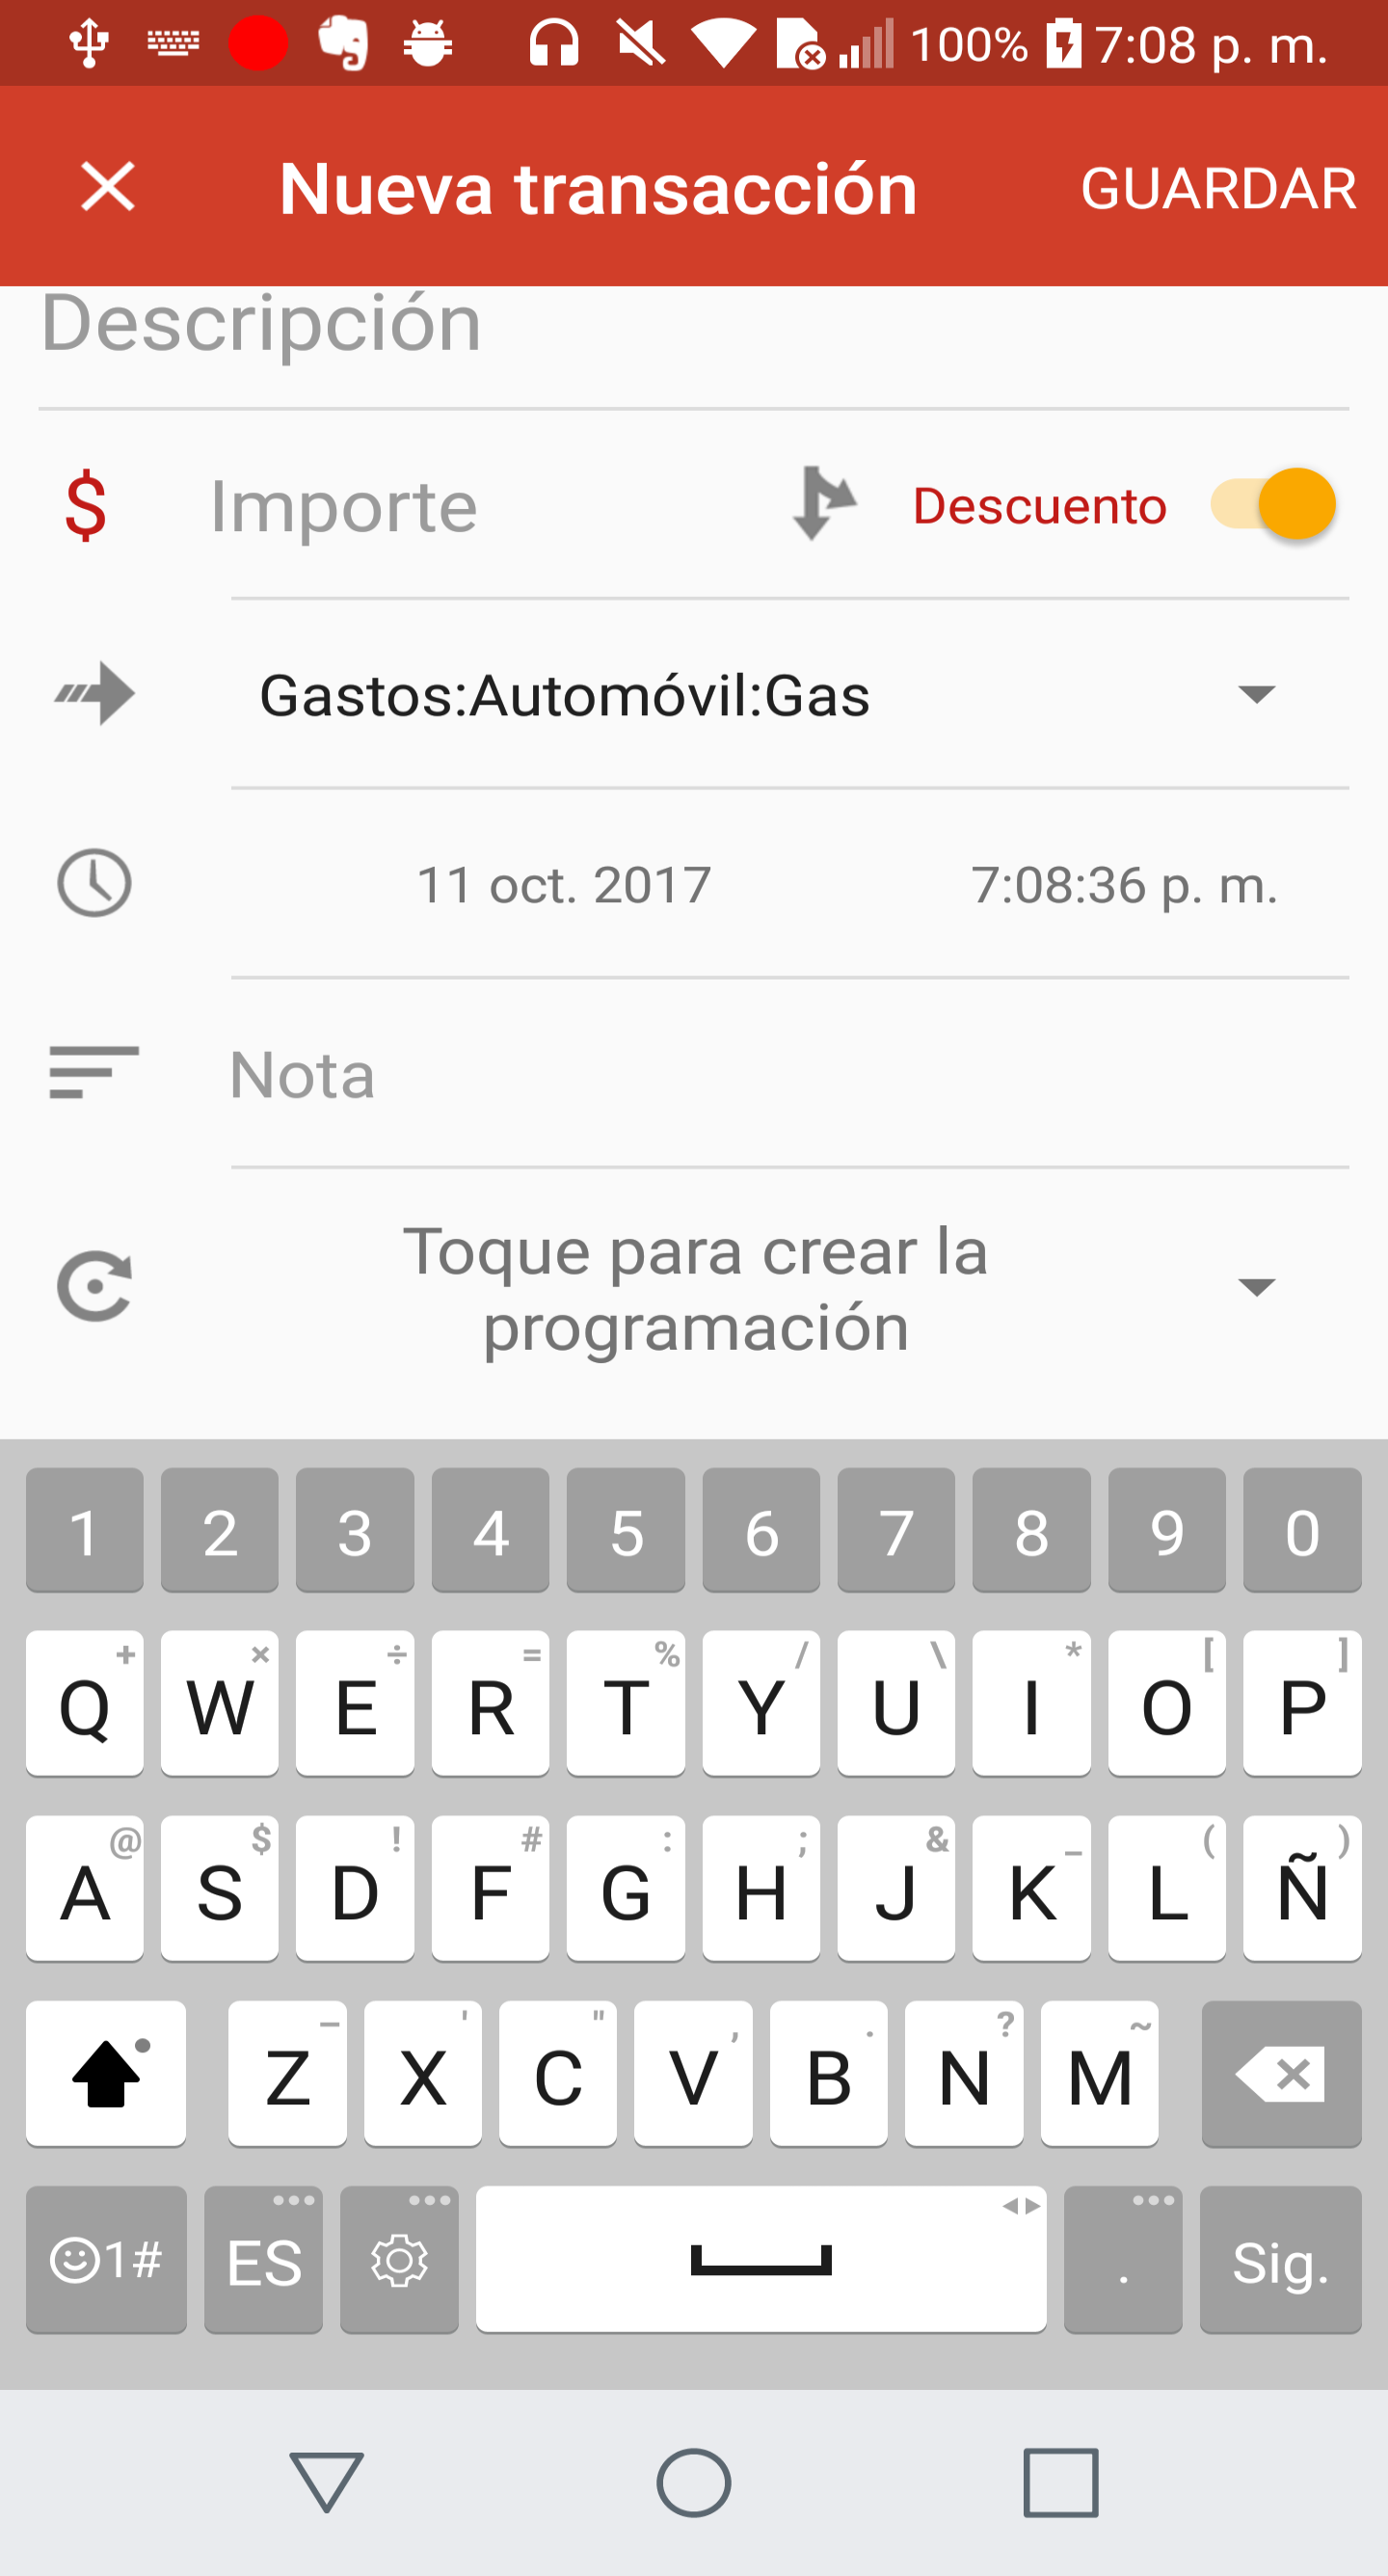 100% 7:08 p. m.
Nueva transacción GUARDAR
Descripción
$ Importe Descuento
Gastos:Automóvil:Gas
11 oct. 2017 7:08:36 p. m.
Nota
Toque para crear la
programación
1 2 3 4 5 6 7 8 9 0
+ × ÷ = % / \ * [ ]
Q W E R T Y U I O P
@ $ ! # : ; & _ ( )
A S D F G H J K L Ñ
– ' " , . ? ~
Z X C V B N M
1# ES . Sig.